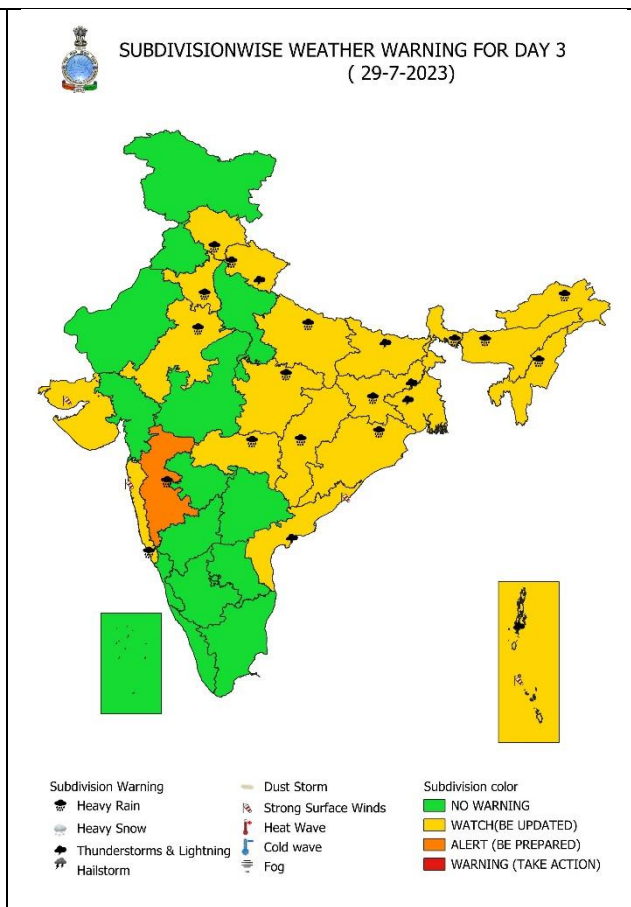 SUBDIVISIONWISE WEATHER WARNING FOR DAY 3
( 29-7-2023)
Subdivision Warning
Heavy Rain
Heavy Snow
Thunderstorms & Lightning
Hailstorm
Dust Storm
Strong Surface Winds
Heat Wave
Cold wave
Fog
Subdivision color
NO WARNING
WATCH(BE UPDATED)
ALERT (BE PREPARED)
WARNING (TAKE ACTION)